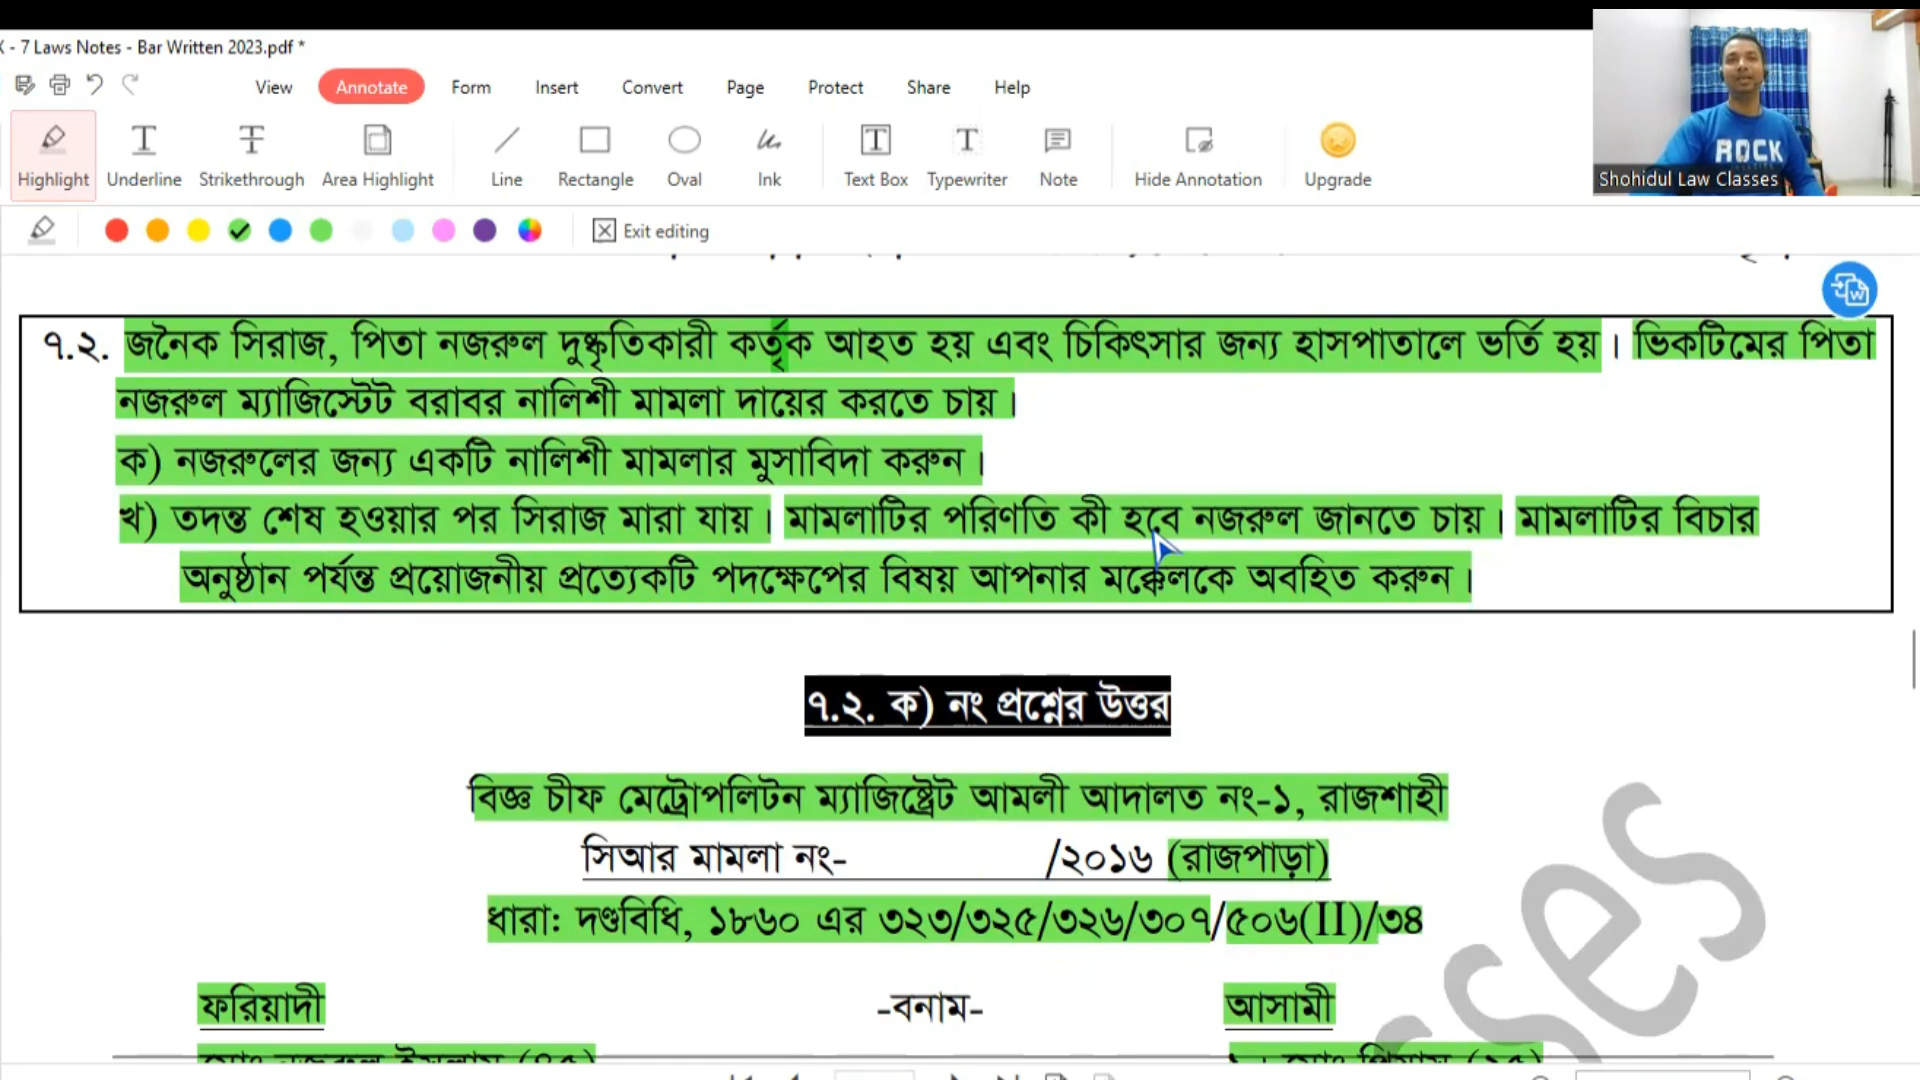 X - 7 Laws Notes - Bar Written 2023.pdf *
View Annotate Form Insert Convert Page Protect Share Help
Highlight Underline Strikethrough Area Highlight Line Rectangle Oval Ink Text Box Typewriter Note Hide Annotation Upgrade
Shohidul Law Classes
ROCK
Exit editing
৭.২. জনৈক সিরাজ, পিতা নজরুল দুষ্কৃতিকারী কর্তৃক আহত হয় এবং চিকিৎসার জন্য হাসপাতালে ভর্তি হয়। ভিকটিমের পিতা
নজরুল ম্যাজিস্টেট বরাবর নালিশী মামলা দায়ের করতে চায়।
ক) নজরুলের জন্য একটি নালিশী মামলার মুসাবিদা করুন।
খ) তদন্ত শেষ হওয়ার পর সিরাজ মারা যায়। মামলাটির পরিণতি কী হবে নজরুল জানতে চায়। মামলাটির বিচার
অনুষ্ঠান পর্যন্ত প্রয়োজনীয় প্রত্যেকটি পদক্ষেপের বিষয় আপনার মক্কেলকে অবহিত করুন।
৭.২. ক) নং প্রশ্নের উত্তর
বিজ্ঞ চীফ মেট্রোপলিটন ম্যাজিষ্ট্রেট আমলী আদালত নং-১, রাজশাহী
সিআর মামলা নং- /২০১৬ (রাজপাড়া)
ধারা: দণ্ডবিধি, ১৮৬০ এর ৩২৩/৩২৫/৩২৬/৩০৭/৫০৬(II)/৩৪
ফরিয়াদী -বনাম- আসামী